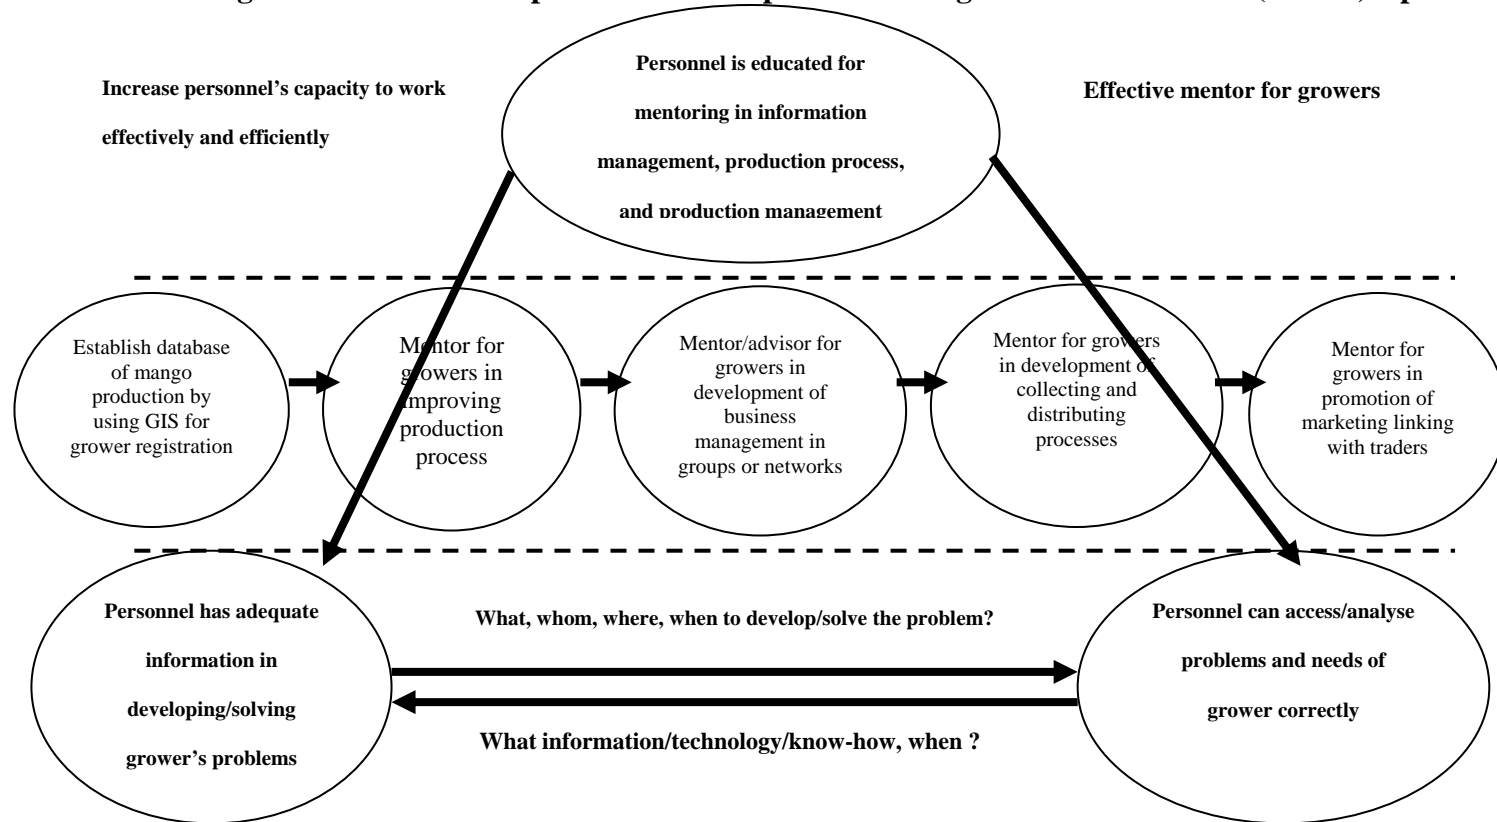 Personnel is educated for
mentoring in information
management, production process,
and production management
Increase personnel's capacity to work
effectively and efficiently
Effective mentor for growers
Establish database
of mango
production by
using GIS for
grower registration
Mentor for
growers in
improving
production
process
Mentor/advisor for
growers in
development of
business
management in
groups or networks
Mentor for growers
in development of
collecting and
distributing
processes
Mentor for
growers in
promotion of
marketing linking
with traders
Personnel has adequate
information in
developing/solving
grower's problems
What, whom, where, when to develop/solve the problem?
What information/technology/know-how, when ?
Personnel can access/analyse
problems and needs of
grower correctly